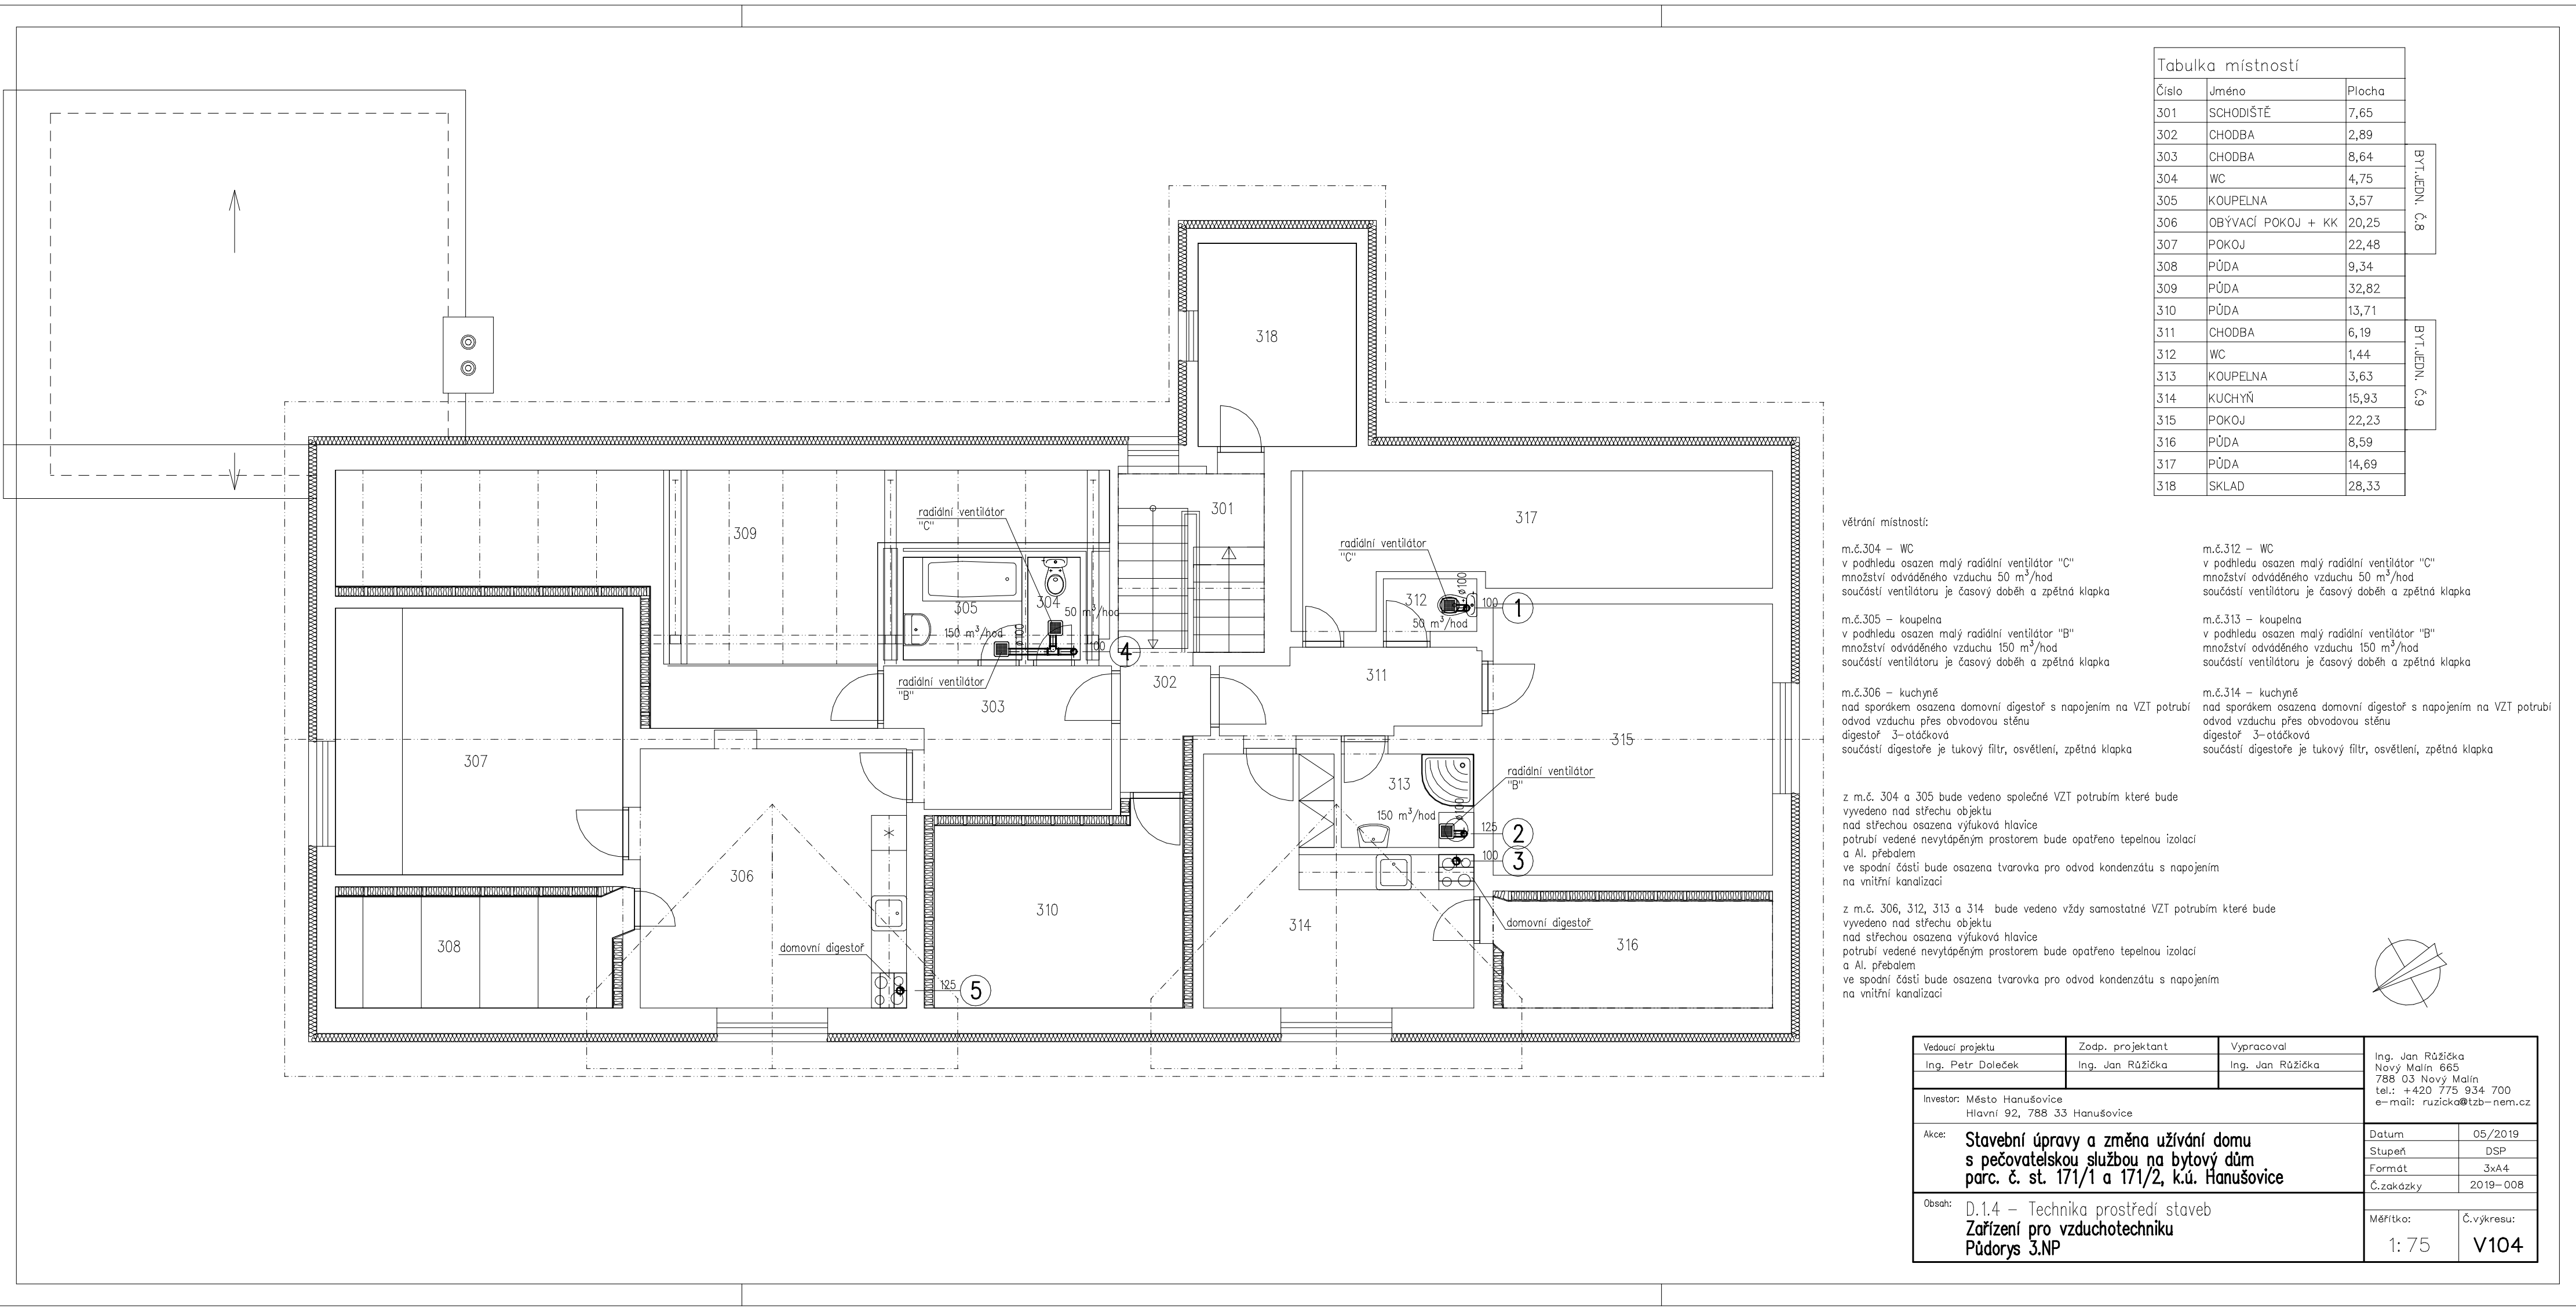 Tabulka místností
Číslo Jméno Plocha
301 SCHODIŠTĚ 7,65
302 CHODBA 2,89
303 CHODBA 8,64
304 WC 4,75
305 KOUPELNA 3,57
306 OBÝVACÍ POKOJ + KK 20,25
307 POKOJ 22,48
308 PŮDA 9,34
309 PŮDA 32,82
310 PŮDA 13,71
311 CHODBA 6,19
312 WC 1,44
313 KOUPELNA 3,63
314 KUCHYŇ 15,93
315 POKOJ 22,23
316 PŮDA 8,59
317 PŮDA 14,69
318 SKLAD 28,33
BYT.JEDN. Č.8
BYT.JEDN. Č.9
318
301
309
radiální ventilátor
"C"
305
304
50 m³/hod
150 m³/hod
100
100
4
radiální ventilátor
"B"
303
302
317
radiální ventilátor
"C"
100
312
50 m³/hod
100
1
311
315
307
306
308
310
domovní digestoř
125
5
313
radiální ventilátor
"B"
150 m³/hod
125
2
100
3
314
domovní digestoř
316
větrání místností:
m.č.304 – WC
v podhledu osazen malý radiální ventilátor "C"
množství odváděného vzduchu 50 m³/hod
součástí ventilátoru je časový doběh a zpětná klapka
m.č.305 – koupelna
v podhledu osazen malý radiální ventilátor "B"
množství odváděného vzduchu 150 m³/hod
součástí ventilátoru je časový doběh a zpětná klapka
m.č.306 – kuchyně
nad sporákem osazena domovní digestoř s napojením na VZT potrubí
odvod vzduchu přes obvodovou stěnu
digestoř 3–otáčková
součástí digestoře je tukový filtr, osvětlení, zpětná klapka
m.č.312 – WC
v podhledu osazen malý radiální ventilátor "C"
množství odváděného vzduchu 50 m³/hod
součástí ventilátoru je časový doběh a zpětná klapka
m.č.313 – koupelna
v podhledu osazen malý radiální ventilátor "B"
množství odváděného vzduchu 150 m³/hod
součástí ventilátoru je časový doběh a zpětná klapka
m.č.314 – kuchyně
nad sporákem osazena domovní digestoř s napojením na VZT potrubí
odvod vzduchu přes obvodovou stěnu
digestoř 3–otáčková
součástí digestoře je tukový filtr, osvětlení, zpětná klapka
z m.č. 304 a 305 bude vedeno společné VZT potrubím které bude
vyvedeno nad střechu objektu
nad střechou osazena výfuková hlavice
potrubí vedené nevytápěným prostorem bude opatřeno tepelnou izolací
a Al. přebalem
ve spodní části bude osazena tvarovka pro odvod kondenzátu s napojením
na vnitřní kanalizaci
z m.č. 306, 312, 313 a 314 bude vedeno vždy samostatné VZT potrubím které bude
vyvedeno nad střechu objektu
nad střechou osazena výfuková hlavice
potrubí vedené nevytápěným prostorem bude opatřeno tepelnou izolací
a Al. přebalem
ve spodní části bude osazena tvarovka pro odvod kondenzátu s napojením
na vnitřní kanalizaci
Vedoucí projektu Zodp. projektant Vypracoval
Ing. Petr Doleček Ing. Jan Růžička Ing. Jan Růžička
Ing. Jan Růžička
Nový Malín 665
788 03 Nový Malín
tel.: +420 775 934 700
e–mail: ruzicka@tzb–nem.cz
Investor: Město Hanušovice
Hlavní 92, 788 33 Hanušovice
Akce: Stavební úpravy a změna užívání domu
s pečovatelskou službou na bytový dům
parc. č. st. 171/1 a 171/2, k.ú. Hanušovice
Datum 05/2019
Stupeň DSP
Formát 3xA4
Č.zakázky 2019–008
Obsah: D.1.4 – Technika prostředí staveb
Zařízení pro vzduchotechniku
Půdorys 3.NP
Měřítko: Č.výkresu:
1: 75 V104